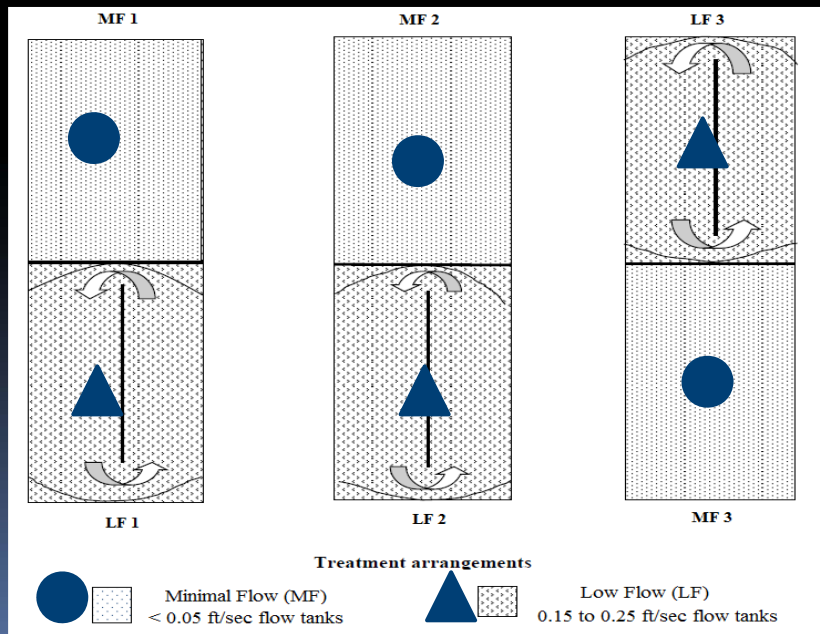 MF 1
MF 2
LF 3
LF 1
LF 2
MF 3
Treatment arrangements
Minimal Flow (MF)
< 0.05 ft/sec flow tanks
Low Flow (LF)
0.15 to 0.25 ft/sec flow tanks